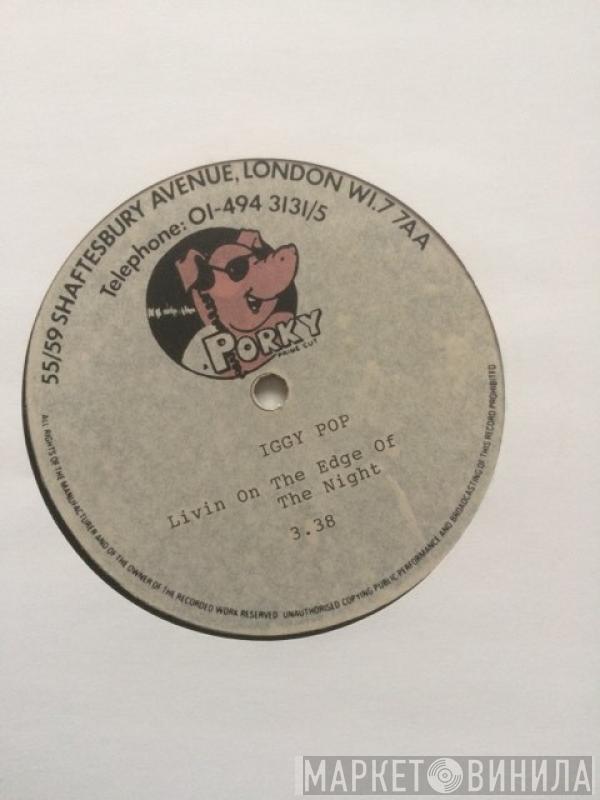 55/59 SHAFTESBURY AVENUE, LONDON W1.7 7AA
Telephone: 01-494 3131/5
A PORKY
PRIME CUT
IGGY POP
Livin On The Edge Of
The Night
3.38
ALL RIGHTS OF THE MANUFACTURER AND OF THE OWNER OF THE RECORDED WORK RESERVED UNAUTHORISED COPYING PUBLIC PERFORMANCE AND BROADCASTING OF THIS RECORD PROHIBITED
МАРКЕТ ВИНИЛА